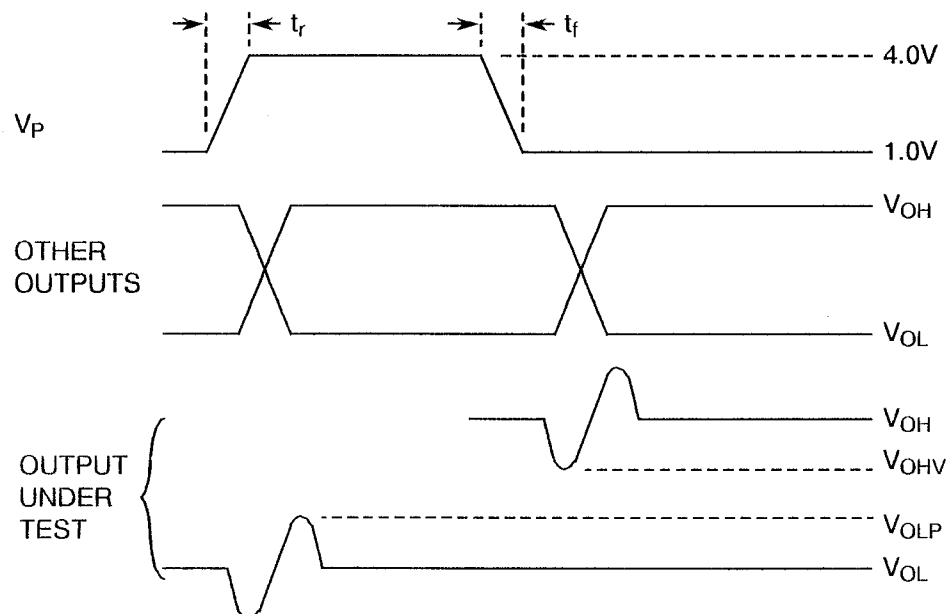 t_r
t_f
4.0V
V_P
1.0V
V_OH
OTHER
OUTPUTS
V_OL
V_OH
OUTPUT
UNDER
TEST
V_OHV
V_OLP
V_OL